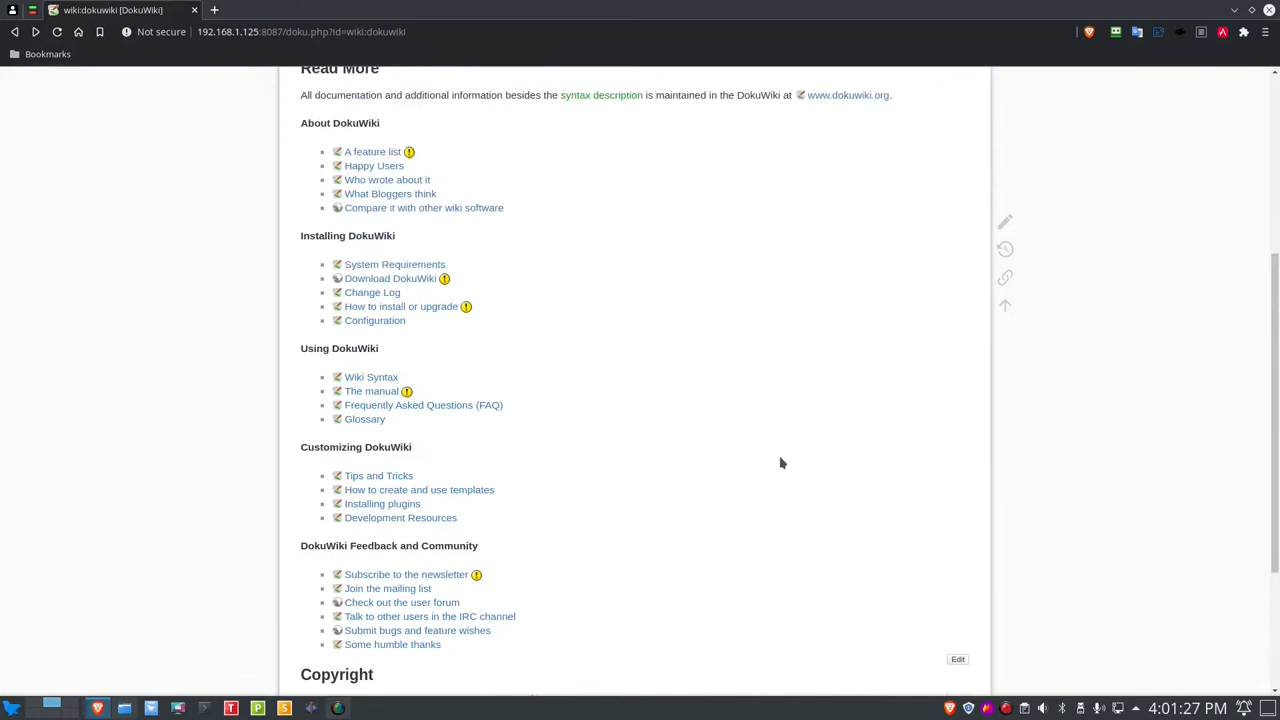 wiki:dokuwiki [DokuWiki]
Not secure 192.168.1.125:8087/doku.php?id=wiki:dokuwiki
Bookmarks
Read More
All documentation and additional information besides the syntax description is maintained in the DokuWiki at www.dokuwiki.org.
About DokuWiki
A feature list
Happy Users
Who wrote about it
What Bloggers think
Compare it with other wiki software
Installing DokuWiki
System Requirements
Download DokuWiki
Change Log
How to install or upgrade
Configuration
Using DokuWiki
Wiki Syntax
The manual
Frequently Asked Questions (FAQ)
Glossary
Customizing DokuWiki
Tips and Tricks
How to create and use templates
Installing plugins
Development Resources
DokuWiki Feedback and Community
Subscribe to the newsletter
Join the mailing list
Check out the user forum
Talk to other users in the IRC channel
Submit bugs and feature wishes
Some humble thanks
Edit
Copyright
T P S 4:01:27 PM